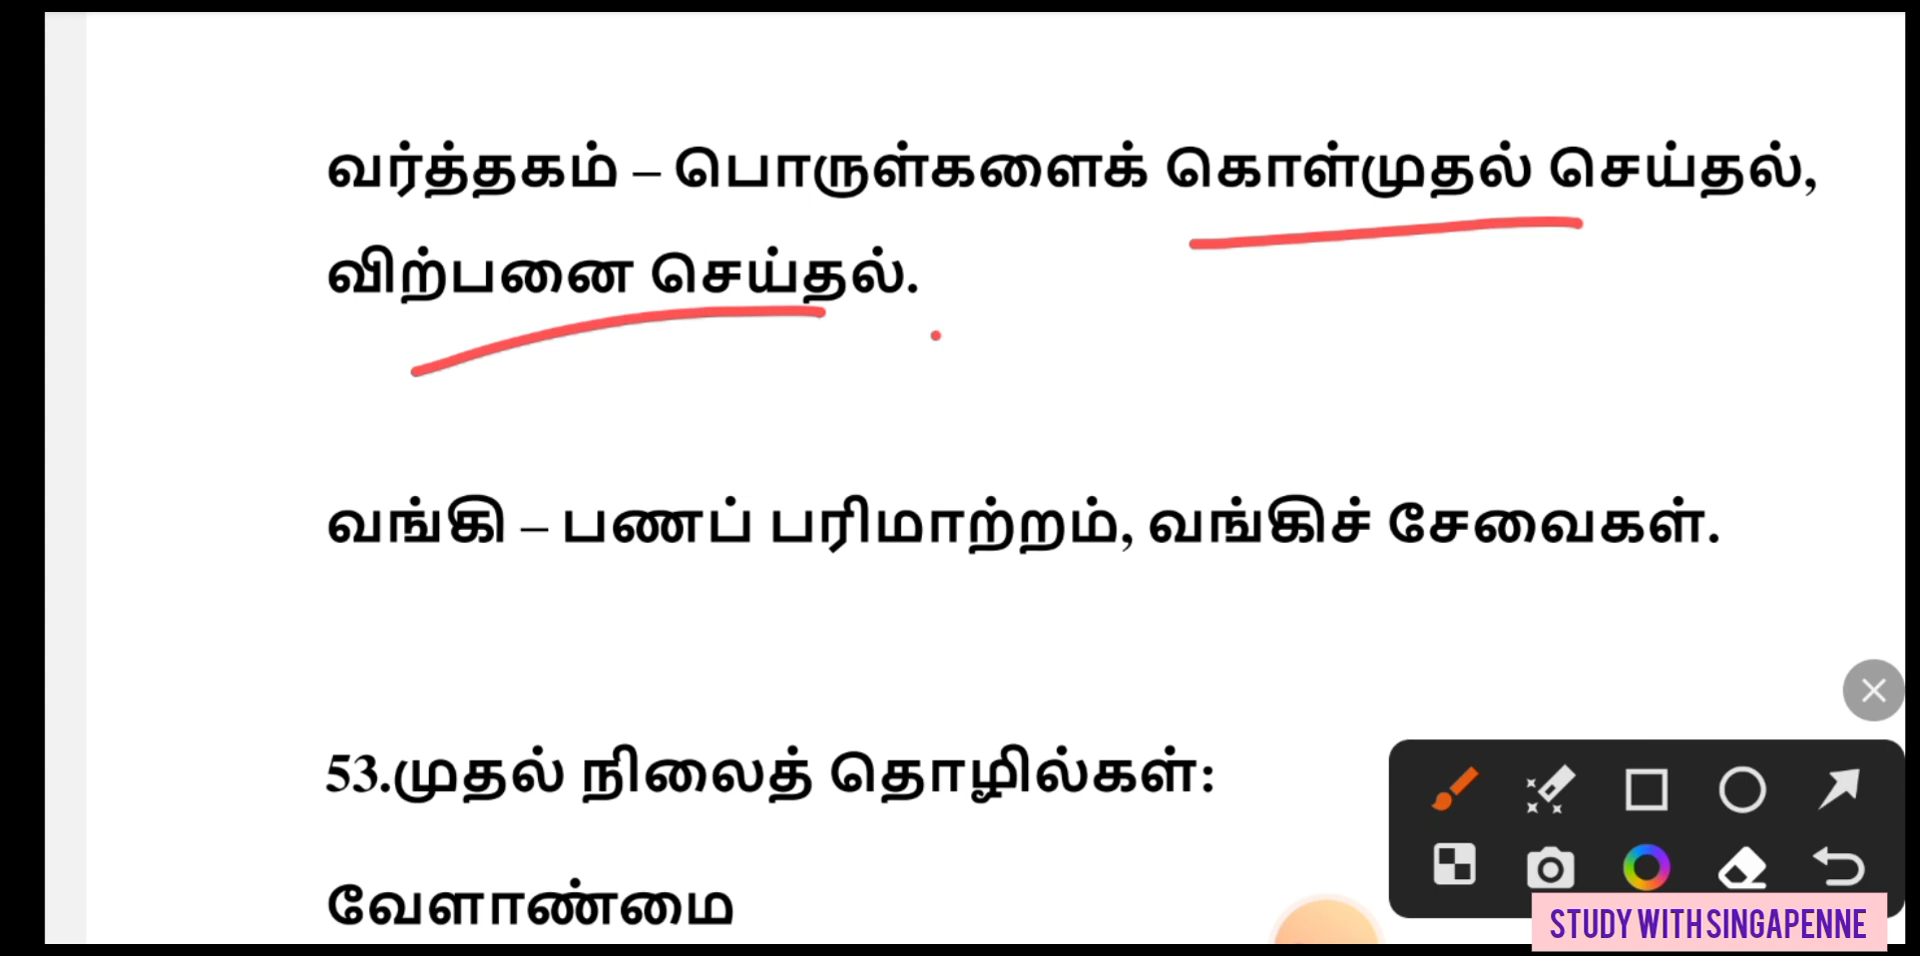 வர்த்தகம் – பொருள்களைக் கொள்முதல் செய்தல்,
விற்பனை செய்தல்.
வங்கி – பணப் பரிமாற்றம், வங்கிச் சேவைகள்.
53.முதல் நிலைத் தொழில்கள்:
வேளாண்மை
STUDY WITH SINGAPENNE